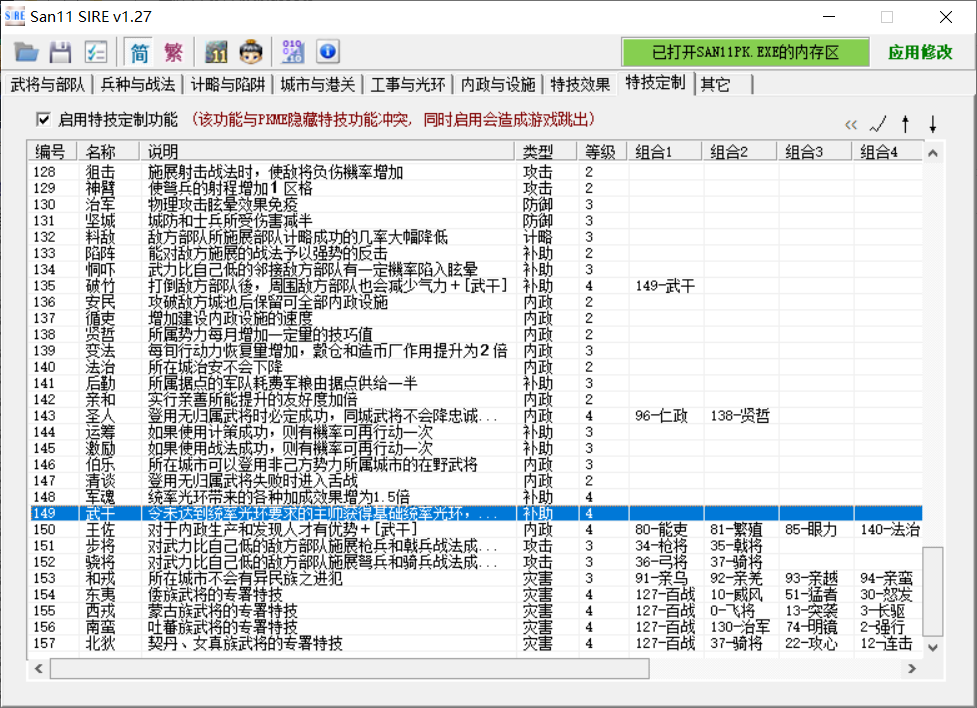 San11 SIRE v1.27
简 繁 已打开SAN11PK.EXE的内存区 应用修改
武将与部队 兵种与战法 计略与陷阱 城市与港关 工事与光环 内政与设施 特技效果 特技定制 其它
启用特技定制功能 (该功能与PKME隐藏特技功能冲突, 同时启用会造成游戏跳出)
编号 名称 说明 类型 等级 组合1 组合2 组合3 组合4
128 狙击 施展射击战法时，使敌将负伤機率增加 攻击 2
129 神臂 使弩兵的射程增加1 区格 攻击 2
130 治军 物理攻击眩晕效果免疫 防御 3
131 坚城 城防和士兵所受伤害减半 防御 3
132 料敌 敌方部队所施展部队计略成功的几率大幅降低 计略 3
133 陷阵 能对敌方施展的战法予以强势的反击 补助 2
134 恫吓 武力比自己低的邻接敌方部队有一定機率陷入眩晕 补助 3
135 破竹 打倒敌方部队後，周围敌方部队也会减少气力＋[武干] 补助 4 149-武干
136 安民 攻破敌方城池后保留可全部内政设施 内政 2
137 循吏 增加建设内政设施的速度 内政 2
138 贤哲 所属势力每月增加一定量的技巧值 内政 2
139 变法 每旬行动力恢复量增加，穀仓和造币厂作用提升为2 倍 内政 3
140 法治 所在城治安不会下降 内政 2
141 后勤 所属据点的军队耗费军粮由据点供给一半 补助 3
142 亲和 实行亲善所能提升的友好度加倍 内政 2
143 圣人 登用无归属武将时必定成功，同城武将不会降忠诚... 内政 4 96-仁政 138-贤哲
144 运筹 如果使用计策成功，则有機率可再行动一次 补助 3
145 激励 如果使用战法成功，则有機率可再行动一次 补助 3
146 伯乐 所在城市可以登用非己方势力所属城市的在野武将 内政 3
147 清谈 登用无归属武将失败时进入舌战 内政 2
148 军魂 统率光环带来的各种加成效果增为1.5倍 补助 4
149 武干 令未达到统率光环要求的主帅获得基础统率光环，... 补助 4
150 王佐 对于内政生产和发现人才有优势＋[武干] 内政 4 80-能吏 81-繁殖 85-眼力 140-法治
151 步将 对武力比自己低的敌方部队施展枪兵和戟兵战法成... 攻击 3 34-枪将 35-戟将
152 骁将 对武力比自己低的敌方部队施展弩兵和骑兵战法成... 攻击 3 36-弓将 37-骑将
153 和戎 所在城市不会有异民族之进犯 灾害 3 91-亲乌 92-亲羌 93-亲越 94-亲蛮
154 东夷 倭族武将的专署特技 灾害 4 127-百战 10-威风 51-猛者 30-怒发
155 西戎 蒙古族武将的专署特技 灾害 4 127-百战 0-飞将 13-突袭 3-长驱
156 南蛮 吐蕃族武将的专署特技 灾害 4 127-百战 130-治军 74-明镜 2-强行
157 北狄 契丹、女真族武将的专署特技 灾害 4 127-百战 37-骑将 22-攻心 12-连击